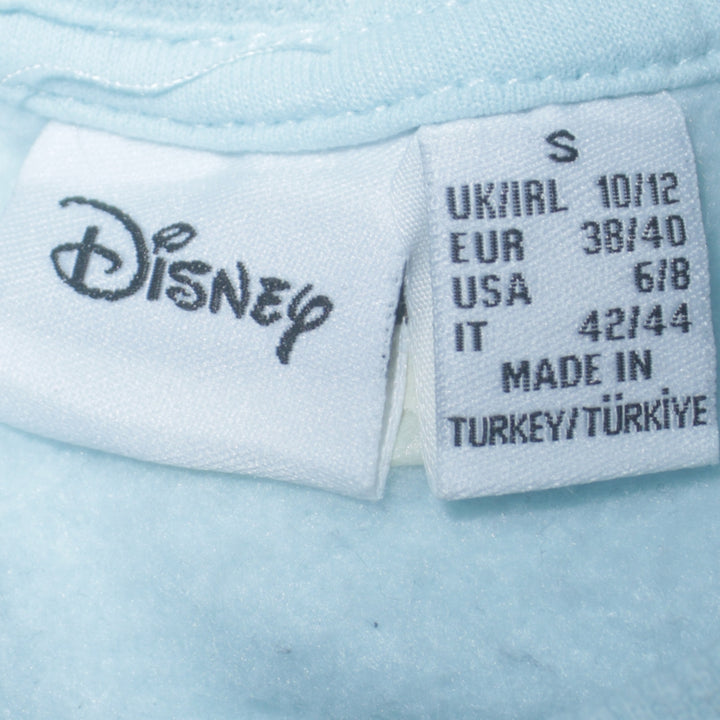 Disney
S
UK/IRL 10/12
EUR 38/40
USA 6/8
IT 42/44
MADE IN
TURKEY/TÜRKİYE